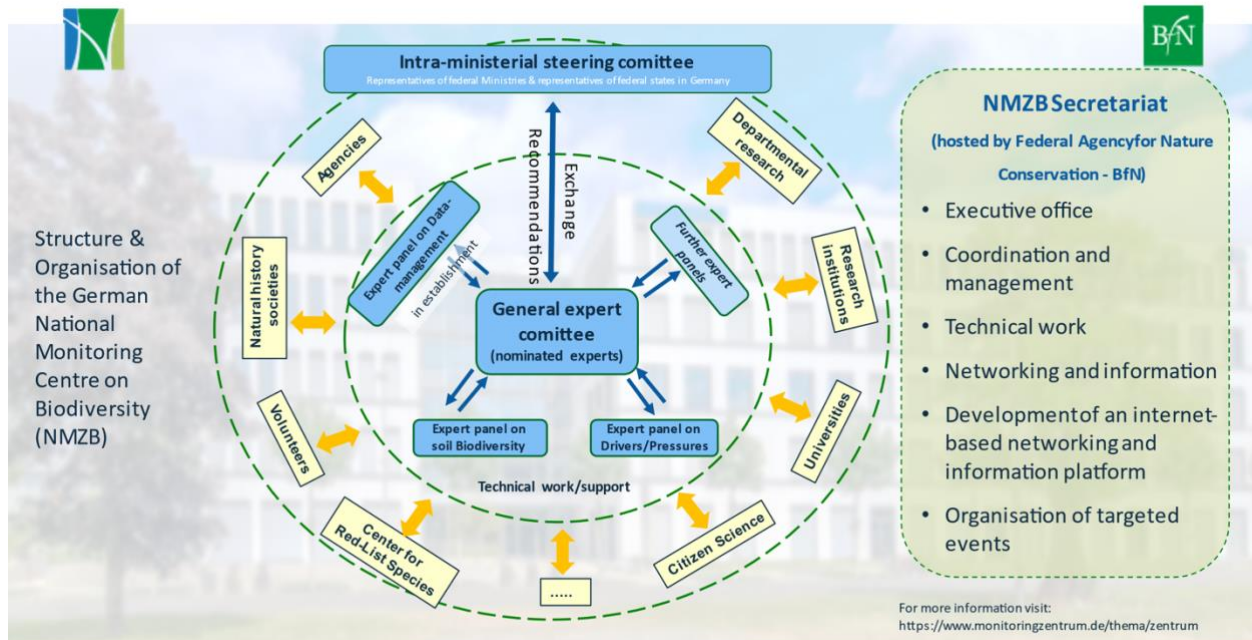 BfN
Intra-ministerial steering comittee
Representatives of federal Ministries & representatives of federal states in Germany
Structure &
Organisation of
the German
National
Monitoring
Centre on
Biodiversity
(NMZB)
Agencies
Departmental
research
Natural history
societies
Research
institutions
Volunteers
Universities
Center for
Red-List Species
.....
Citizen Science
Recommendations
Exchange
Expert panel on Data-
management
in establishment
Further expert
panels
General expert
comittee
(nominated experts)
Expert panel on
soil Biodiversity
Expert panel on
Drivers/Pressures
Technical work/support
NMZB Secretariat
(hosted by Federal Agencyfor Nature
Conservation - BfN)
• Executive office
• Coordination and
management
• Technical work
• Networking and information
• Development of an internet-
based networking and
information platform
• Organisation of targeted
events
For more information visit:
https://www.monitoringzentrum.de/thema/zentrum